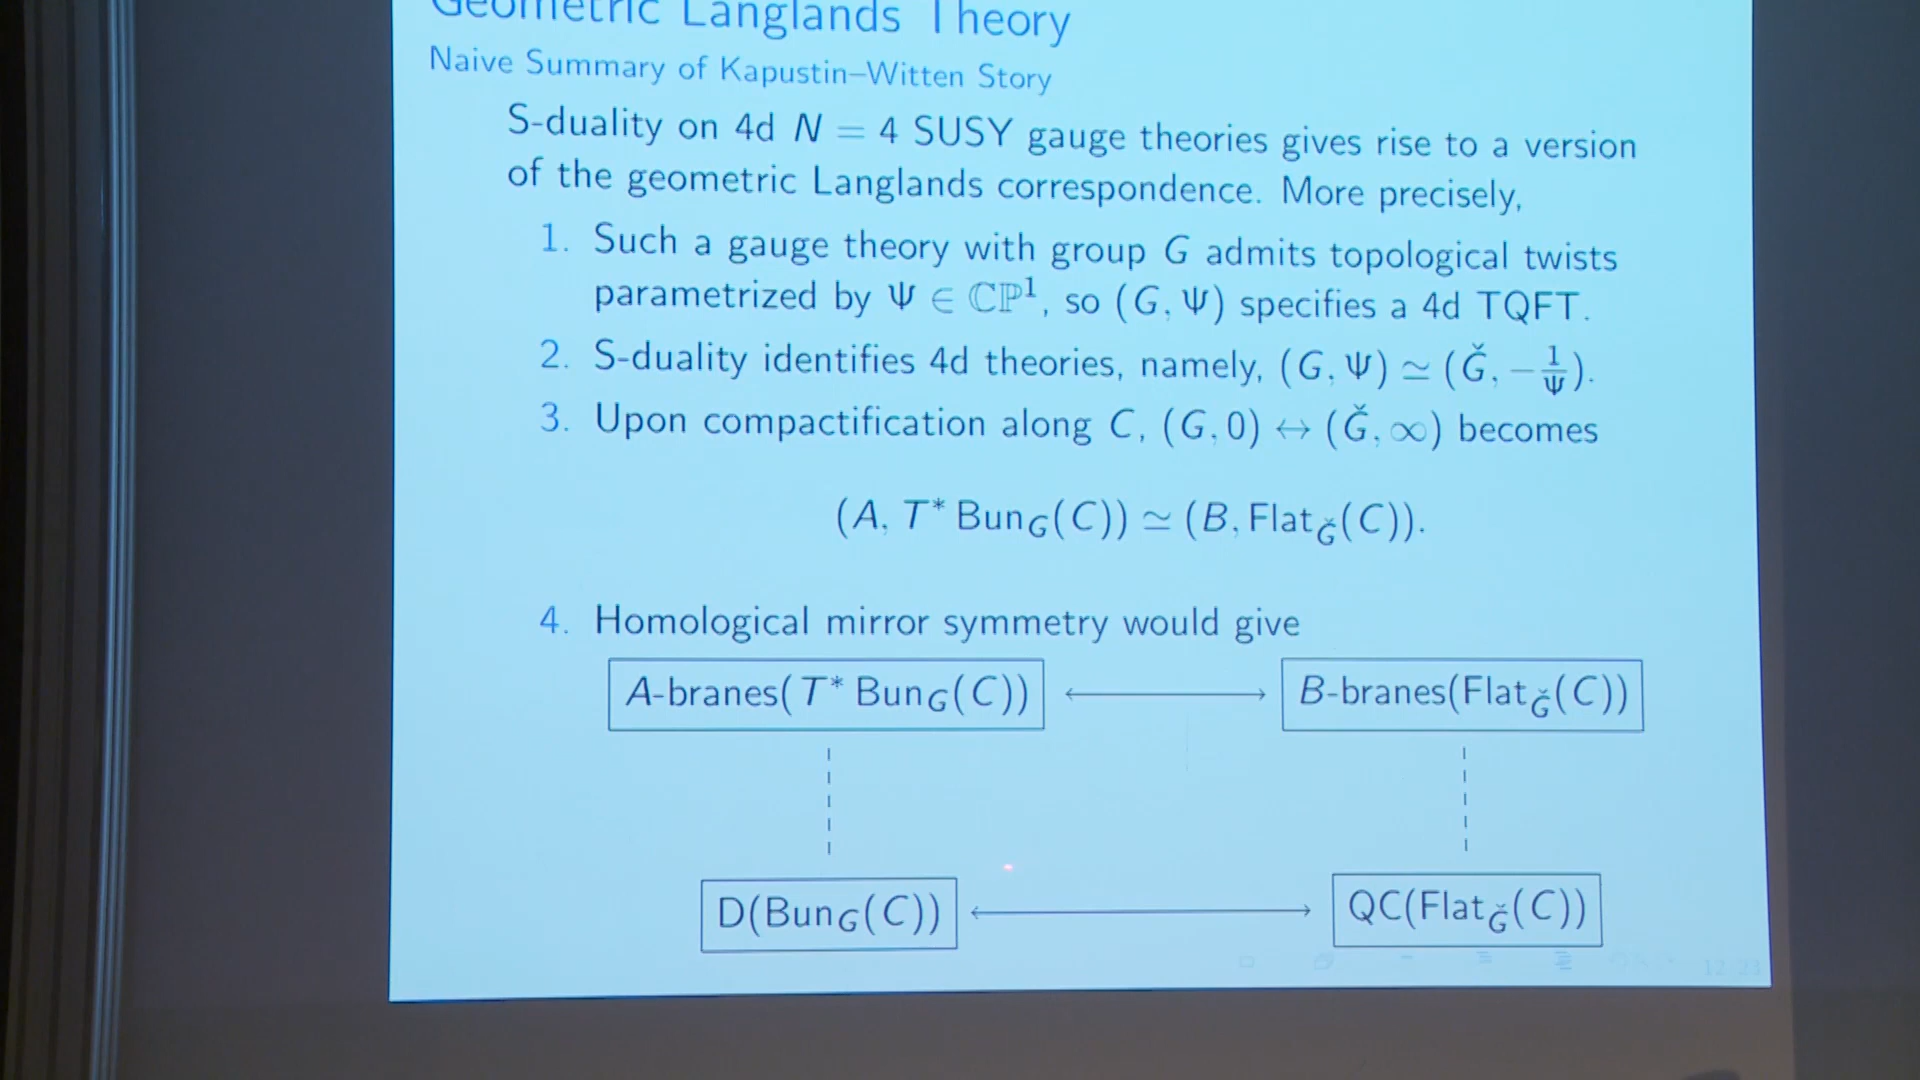 Geometric Langlands Theory
Naive Summary of Kapustin–Witten Story
S-duality on 4d N = 4 SUSY gauge theories gives rise to a version
of the geometric Langlands correspondence. More precisely,
1. Such a gauge theory with group G admits topological twists
parametrized by Ψ ∈ ℂℙ¹, so (G, Ψ) specifies a 4d TQFT.
2. S-duality identifies 4d theories, namely, (G, Ψ) ≃ (Ǧ, −1/Ψ).
3. Upon compactification along C, (G, 0) ↔ (Ǧ, ∞) becomes
(A, T* Bun_G(C)) ≃ (B, Flat_Ǧ(C)).
4. Homological mirror symmetry would give
A-branes(T* Bun_G(C)) ⟷ B-branes(Flat_Ǧ(C))
D(Bun_G(C)) ⟷ QC(Flat_Ǧ(C))
12/23